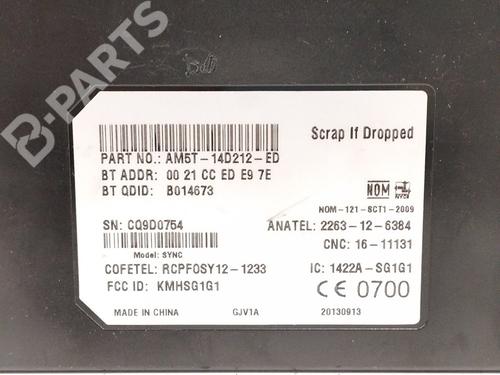 B-PARTS
Scrap If Dropped
PART NO.: AM5T-14D212-ED
BT ADDR: 00 21 CC ED E9 7E
BT QDID: B014673
NOM
NYCE
NOM-121-SCT1-2009
SN: CQ9D0754
ANATEL: 2263-12-6384
Model: SYNC
CNC: 16-11131
COFETEL: RCPFOSY12-1233
IC: 1422A-SG1G1
FCC ID: KMHSG1G1
CE 0700
MADE IN CHINA
GJV1A
20130913